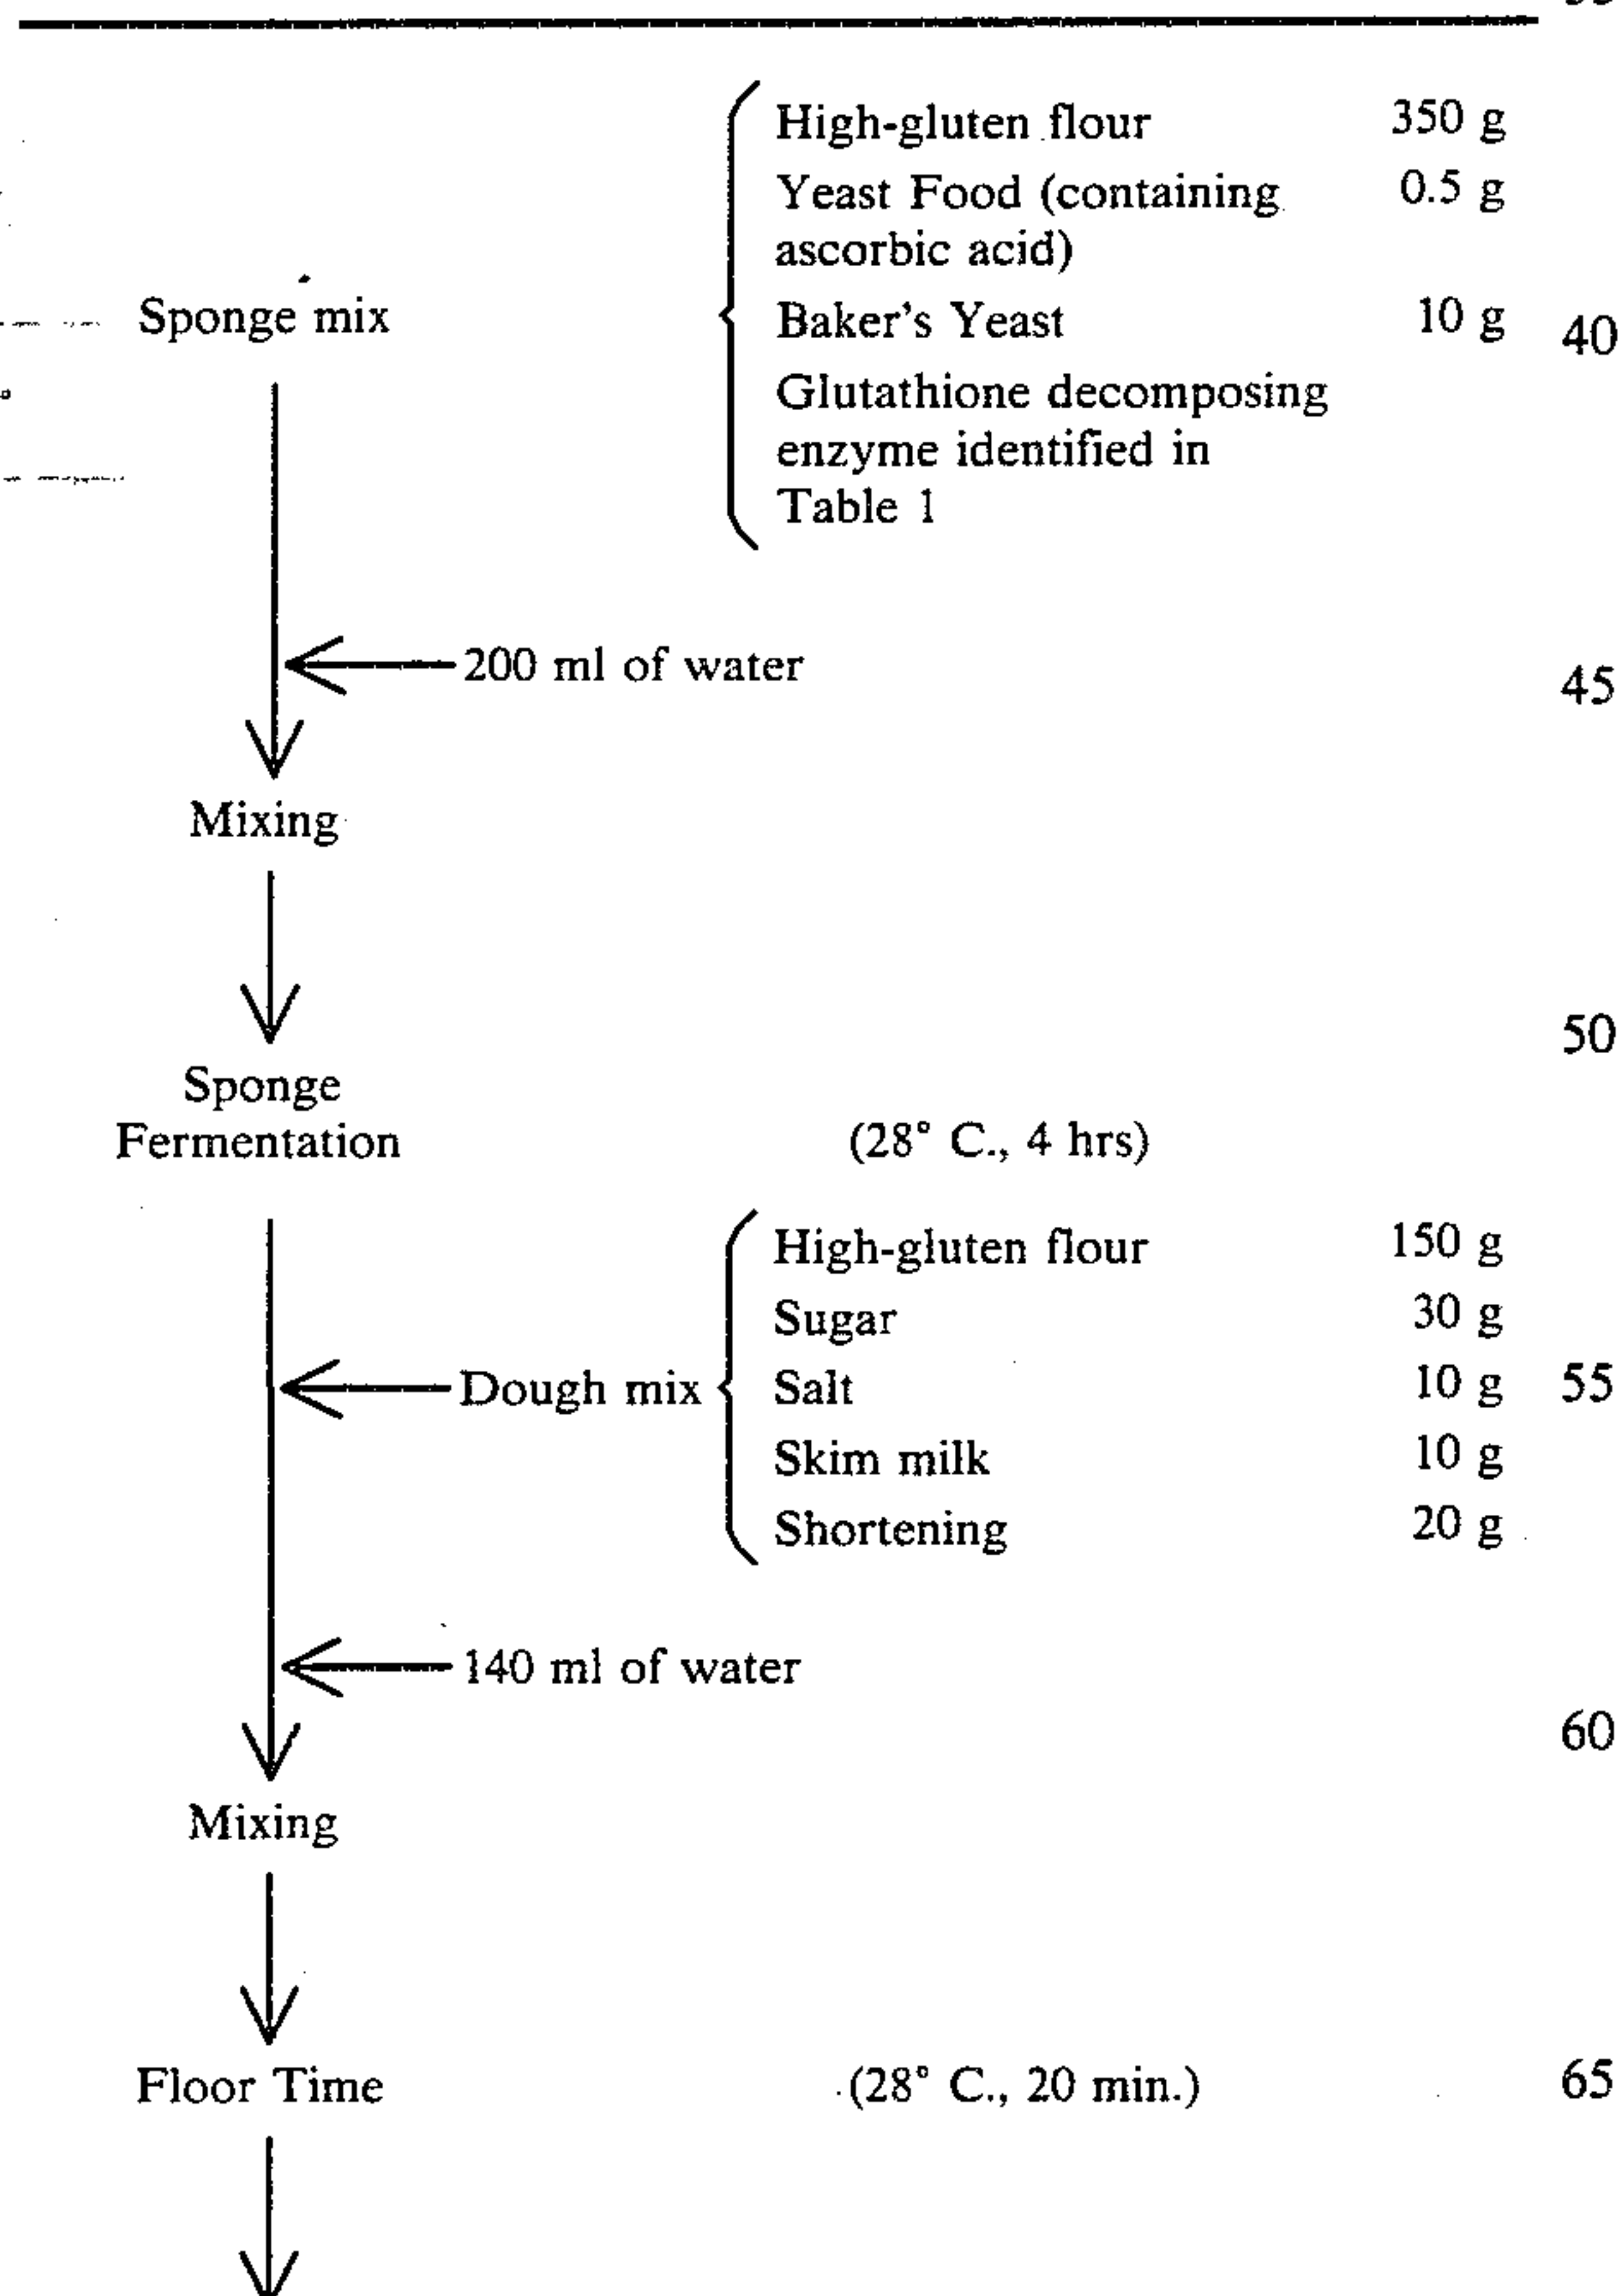 High-gluten flour 350 g
Yeast Food (containing 0.5 g
ascorbic acid)
Sponge mix Baker's Yeast 10 g 40
Glutathione decomposing
enzyme identified in
Table 1
200 ml of water 45
Mixing
50
Sponge
Fermentation (28° C., 4 hrs)
High-gluten flour 150 g
Sugar 30 g
Dough mix Salt 10 g 55
Skim milk 10 g
Shortening 20 g
140 ml of water
60
Mixing
Floor Time (28° C., 20 min.) 65